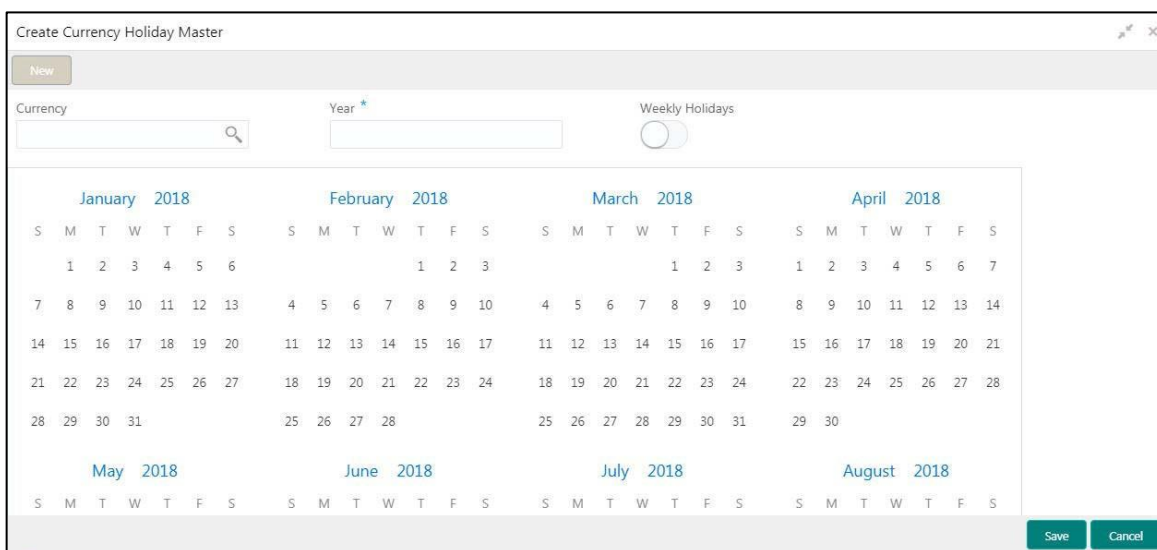 Create Currency Holiday Master
New
Currency Year * Weekly Holidays
January 2018 February 2018 March 2018 April 2018
S M T W T F S S M T W T F S S M T W T F S S M T W T F S
1 2 3 4 5 6 1 2 3 1 2 3 1 2 3 4 5 6 7
7 8 9 10 11 12 13 4 5 6 7 8 9 10 4 5 6 7 8 9 10 8 9 10 11 12 13 14
14 15 16 17 18 19 20 11 12 13 14 15 16 17 11 12 13 14 15 16 17 15 16 17 18 19 20 21
21 22 23 24 25 26 27 18 19 20 21 22 23 24 18 19 20 21 22 23 24 22 23 24 25 26 27 28
28 29 30 31 25 26 27 28 25 26 27 28 29 30 31 29 30
May 2018 June 2018 July 2018 August 2018
S M T W T F S S M T W T F S S M T W T F S S M T W T F S
Save Cancel